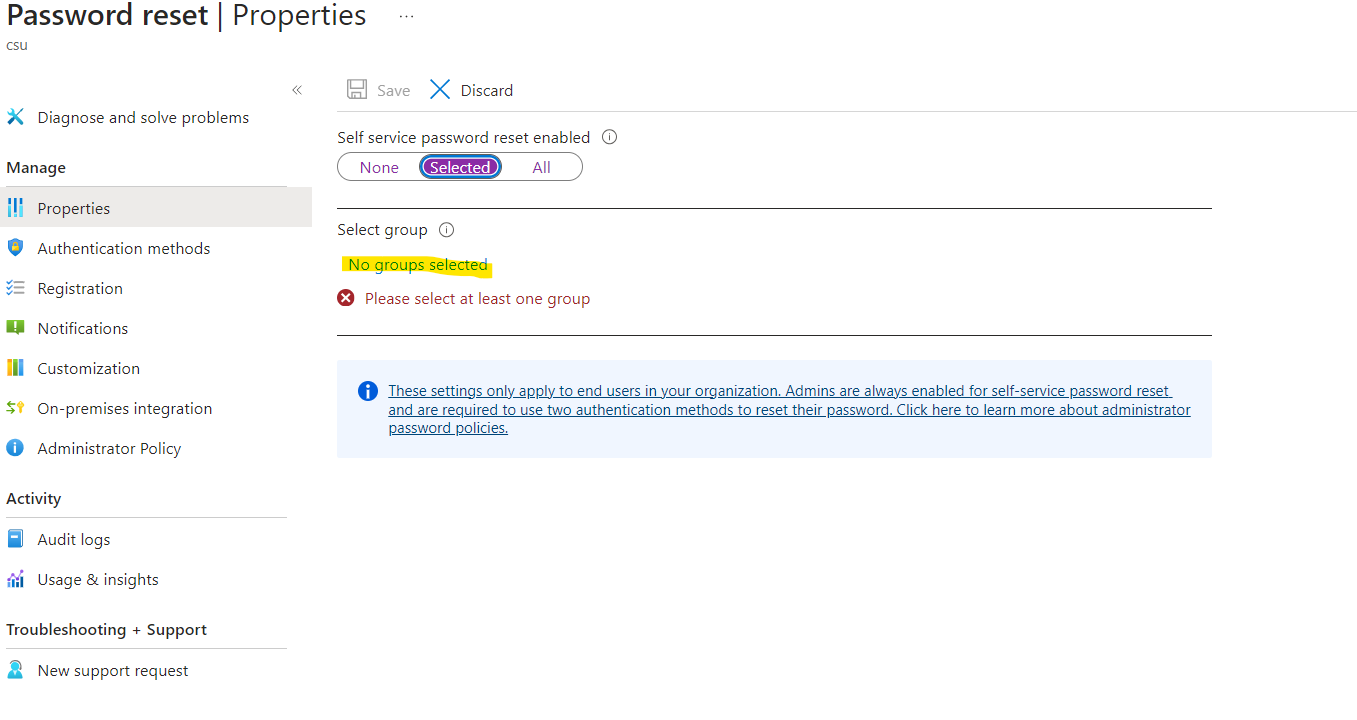 Password reset | Properties ...
csu
«
Save Discard
Diagnose and solve problems
Self service password reset enabled
None Selected All
Manage
Properties
Select group
Authentication methods
No groups selected
Registration
Please select at least one group
Notifications
Customization
On-premises integration
Administrator Policy
These settings only apply to end users in your organization. Admins are always enabled for self-service password reset
and are required to use two authentication methods to reset their password. Click here to learn more about administrator
password policies.
Activity
Audit logs
Usage & insights
Troubleshooting + Support
New support request